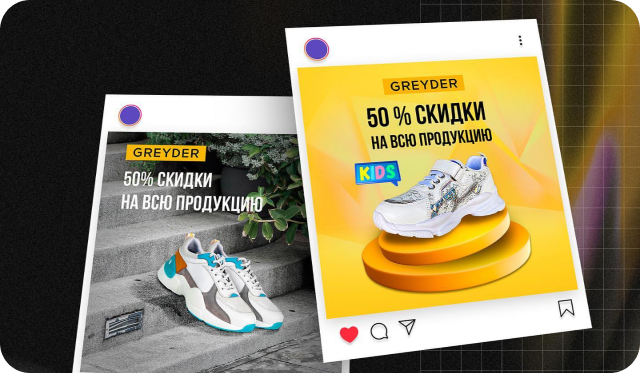 GREYDER
50% СКИДКИ
НА ВСЮ ПРОДУКЦИЮ
GREYDER
50 % СКИДКИ
НА ВСЮ ПРОДУКЦИЮ
KIDS